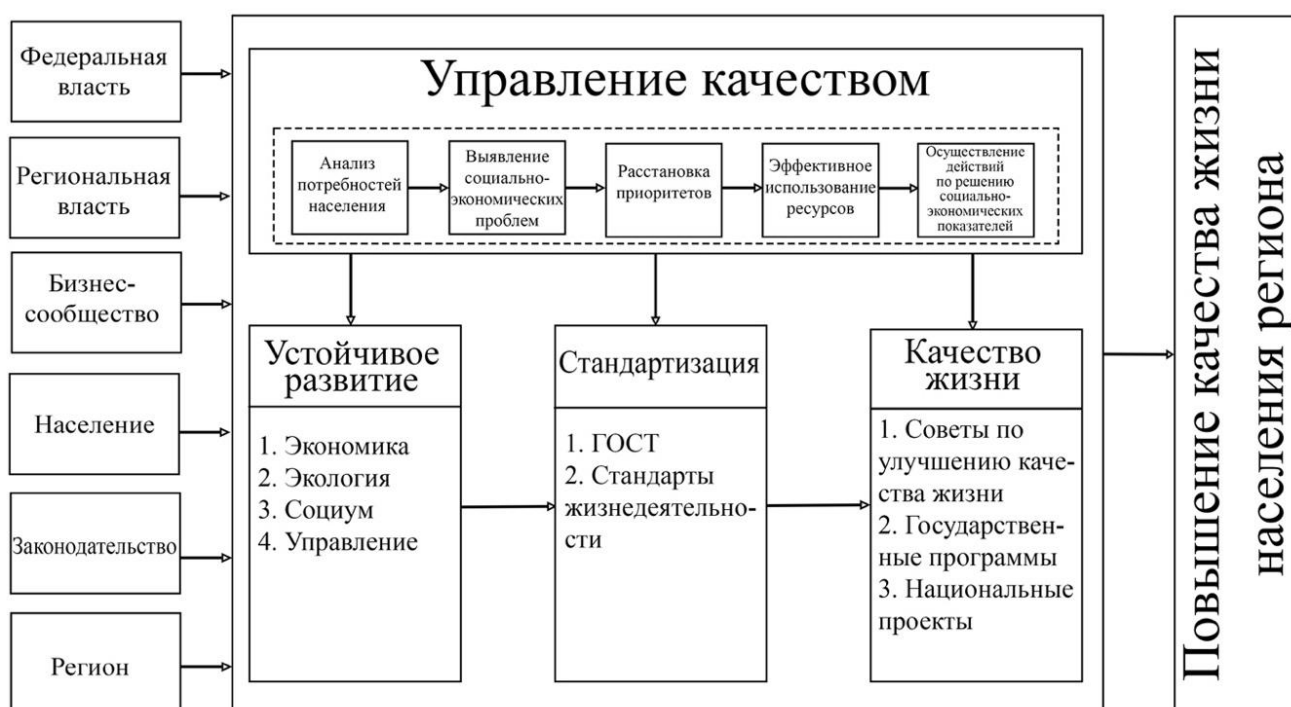 Федеральная
власть
Региональная
власть
Бизнес-
сообщество
Население
Законодательство
Регион
Управление качеством
Анализ
потребностей
населения
Выявление
социально-
экономических
проблем
Расстановка
приоритетов
Эффективное
использование
ресурсов
Осуществление
действий
по решению
социально-
экономических
показателей
Устойчивое
развитие
1. Экономика
2. Экология
3. Социум
4. Управление
Стандартизация
1. ГОСТ
2. Стандарты
жизнедеятельно-
сти
Качество
жизни
1. Советы по
улучшению каче-
ства жизни
2. Государствен-
ные программы
3. Национальные
проекты
Повышение качества жизни
населения региона